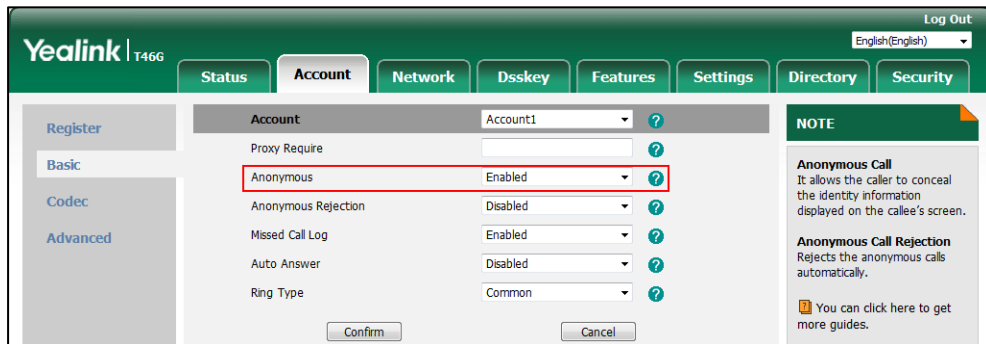 Log Out
Yealink T46G
English(English)
Status Account Network Dsskey Features Settings Directory Security
Register
Basic
Codec
Advanced
Account Account1 ?
Proxy Require ?
Anonymous Enabled ?
Anonymous Rejection Disabled ?
Missed Call Log Enabled ?
Auto Answer Disabled ?
Ring Type Common ?
Confirm Cancel
NOTE
Anonymous Call
It allows the caller to conceal
the identity information
displayed on the callee's screen.
Anonymous Call Rejection
Rejects the anonymous calls
automatically.
? You can click here to get
more guides.